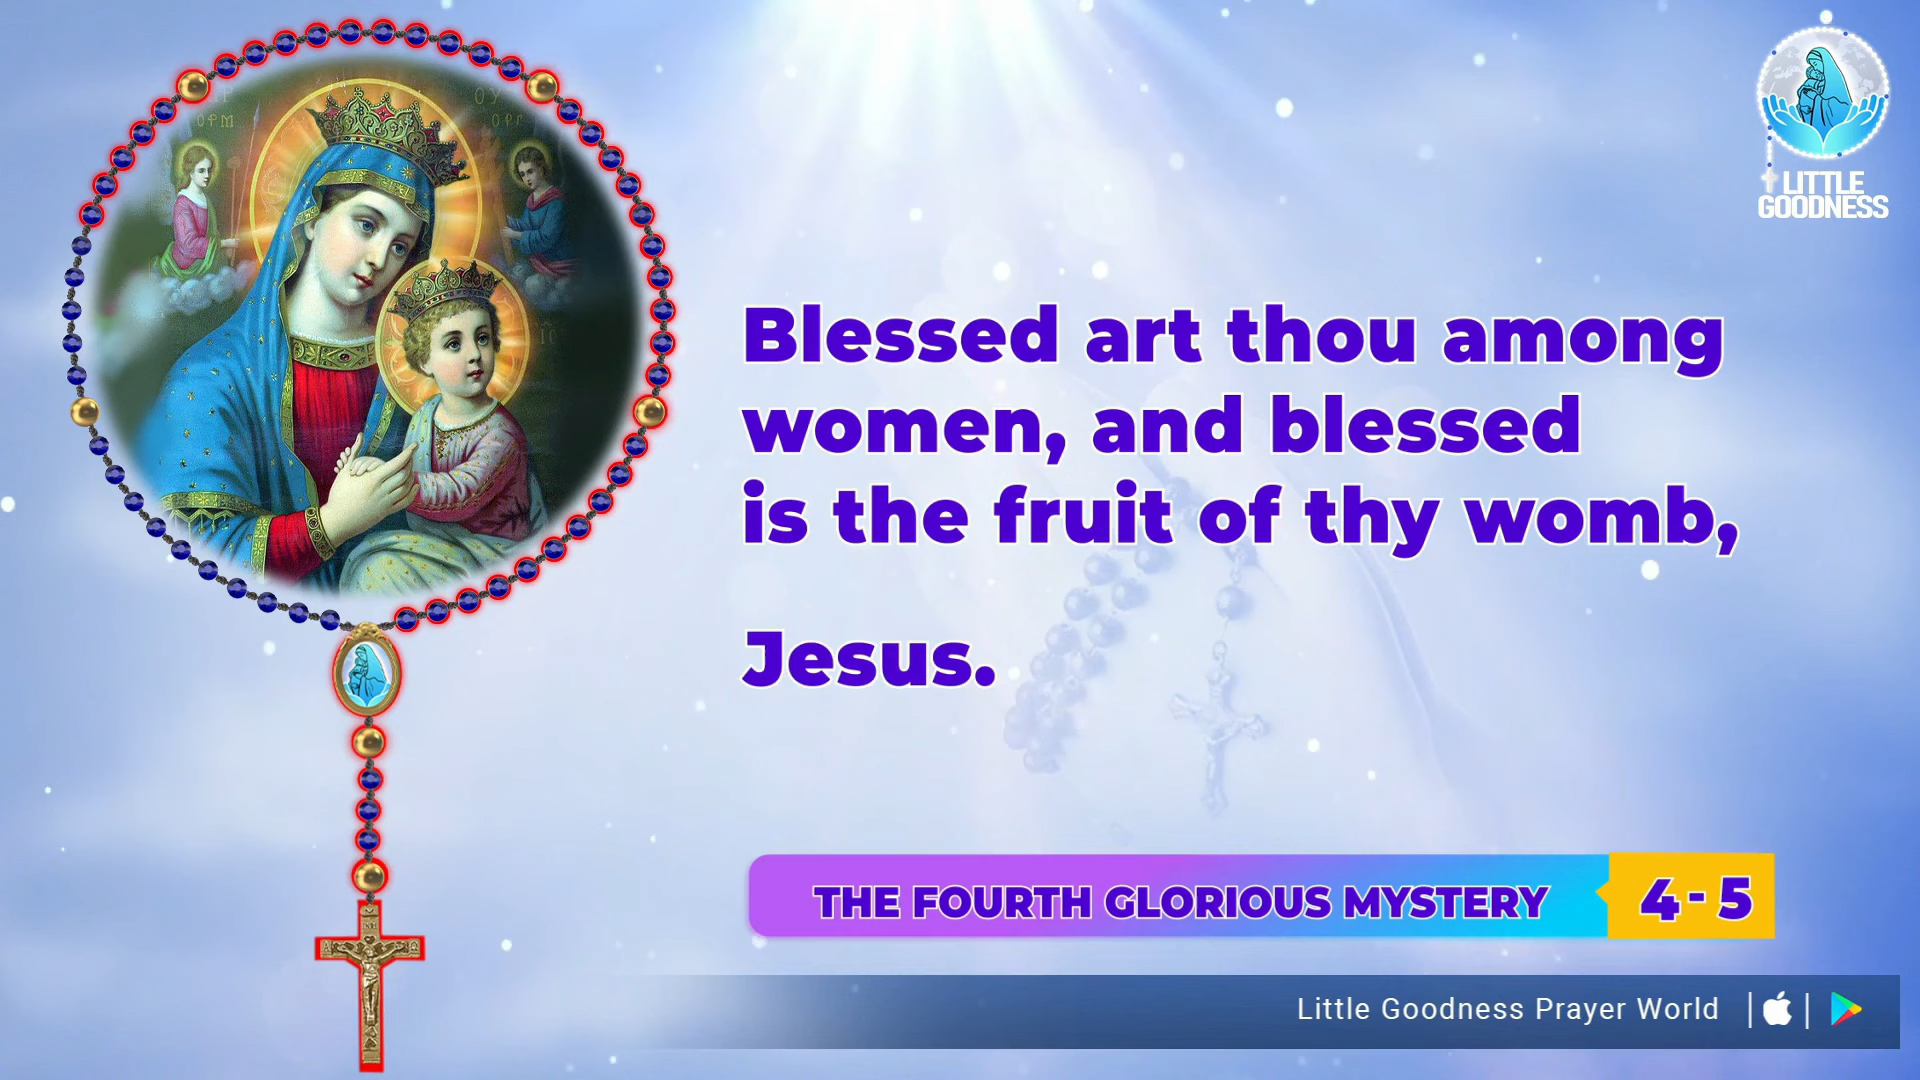 LITTLE
GOODNESS
Blessed art thou among
women, and blessed
is the fruit of thy womb,
Jesus.
THE FOURTH GLORIOUS MYSTERY
4 - 5
Little Goodness Prayer World